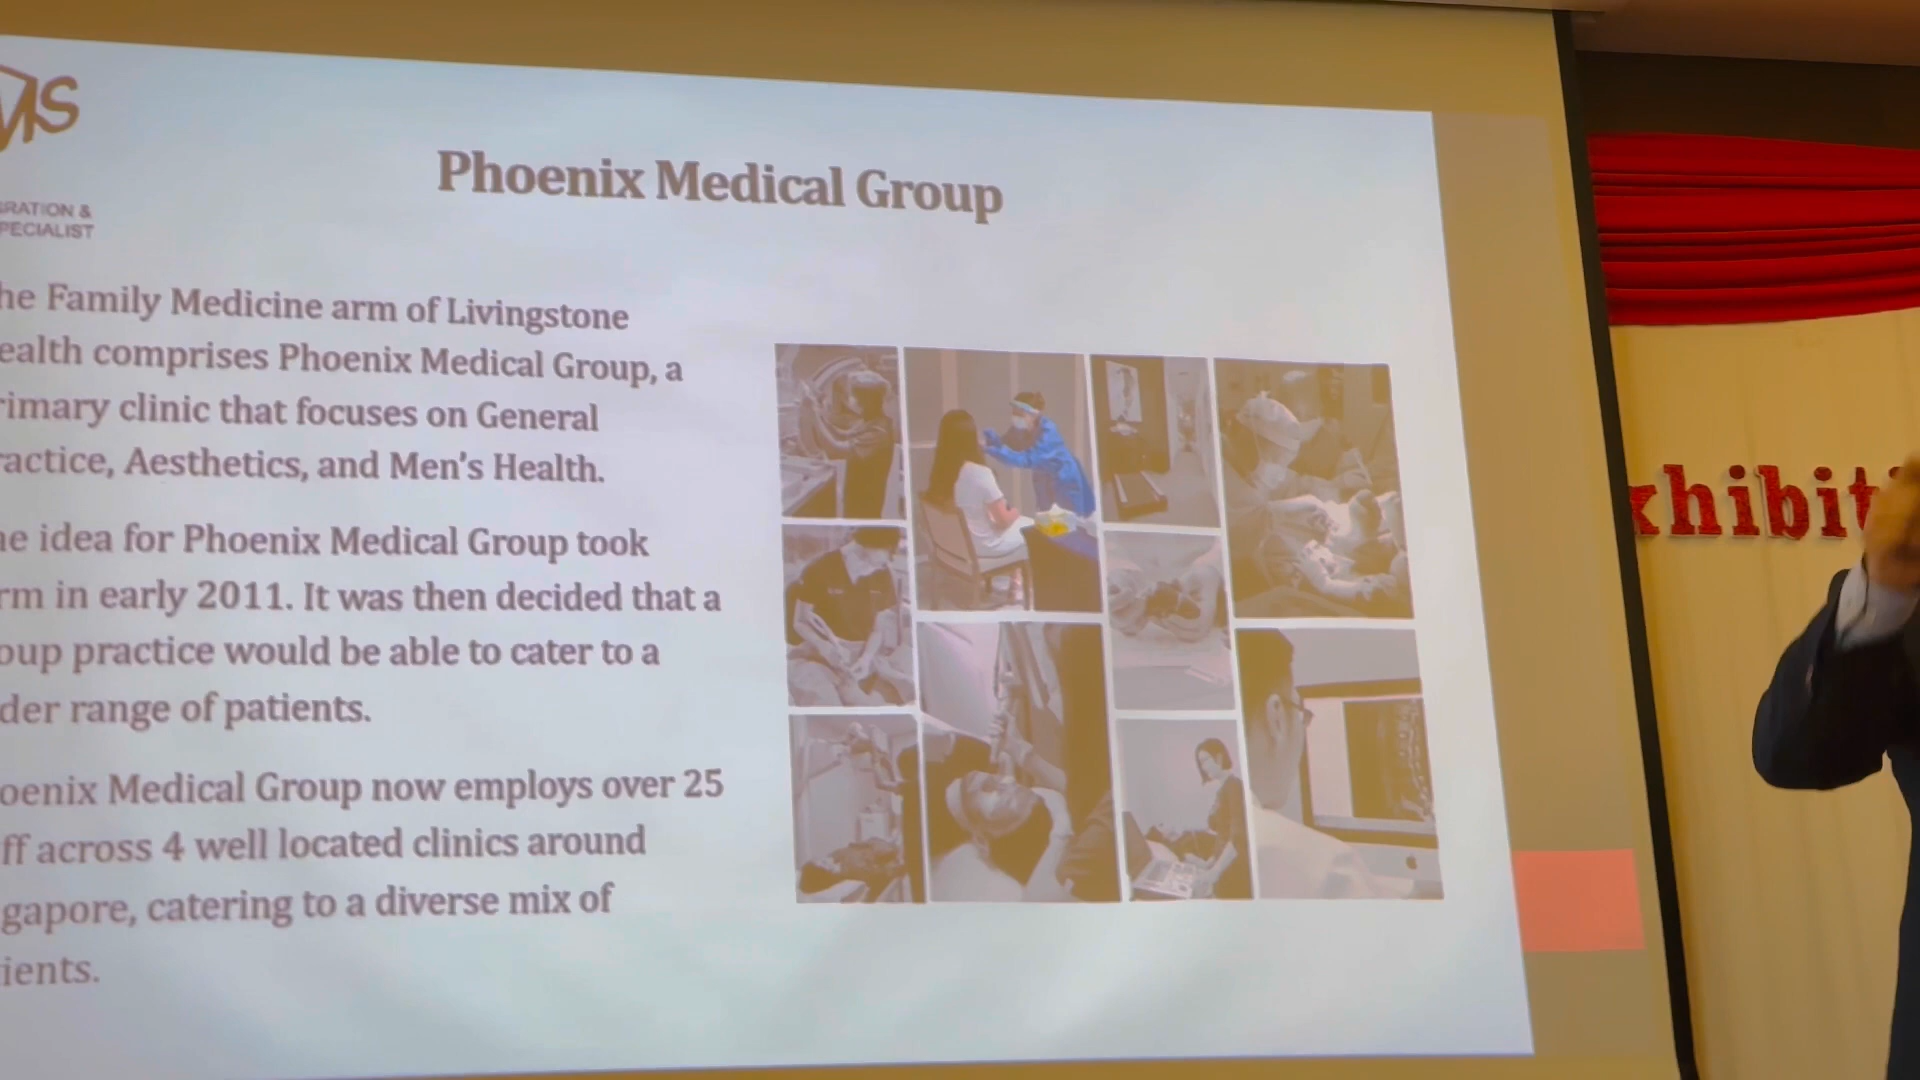 MS
RATION &
PECIALIST
Phoenix Medical Group
he Family Medicine arm of Livingstone
ealth comprises Phoenix Medical Group, a
rimary clinic that focuses on General
ractice, Aesthetics, and Men's Health.
ne idea for Phoenix Medical Group took
rm in early 2011. It was then decided that a
oup practice would be able to cater to a
der range of patients.
oenix Medical Group now employs over 25
ff across 4 well located clinics around
gapore, catering to a diverse mix of
ients.
xhibit